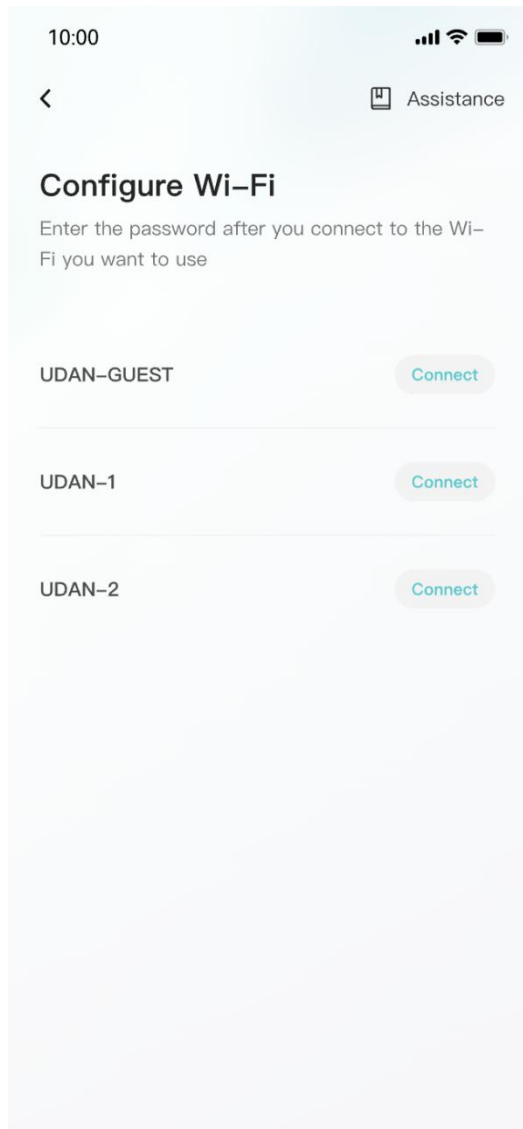 10:00
Assistance
Configure Wi–Fi
Enter the password after you connect to the Wi–
Fi you want to use
UDAN–GUEST
Connect
UDAN–1
Connect
UDAN–2
Connect